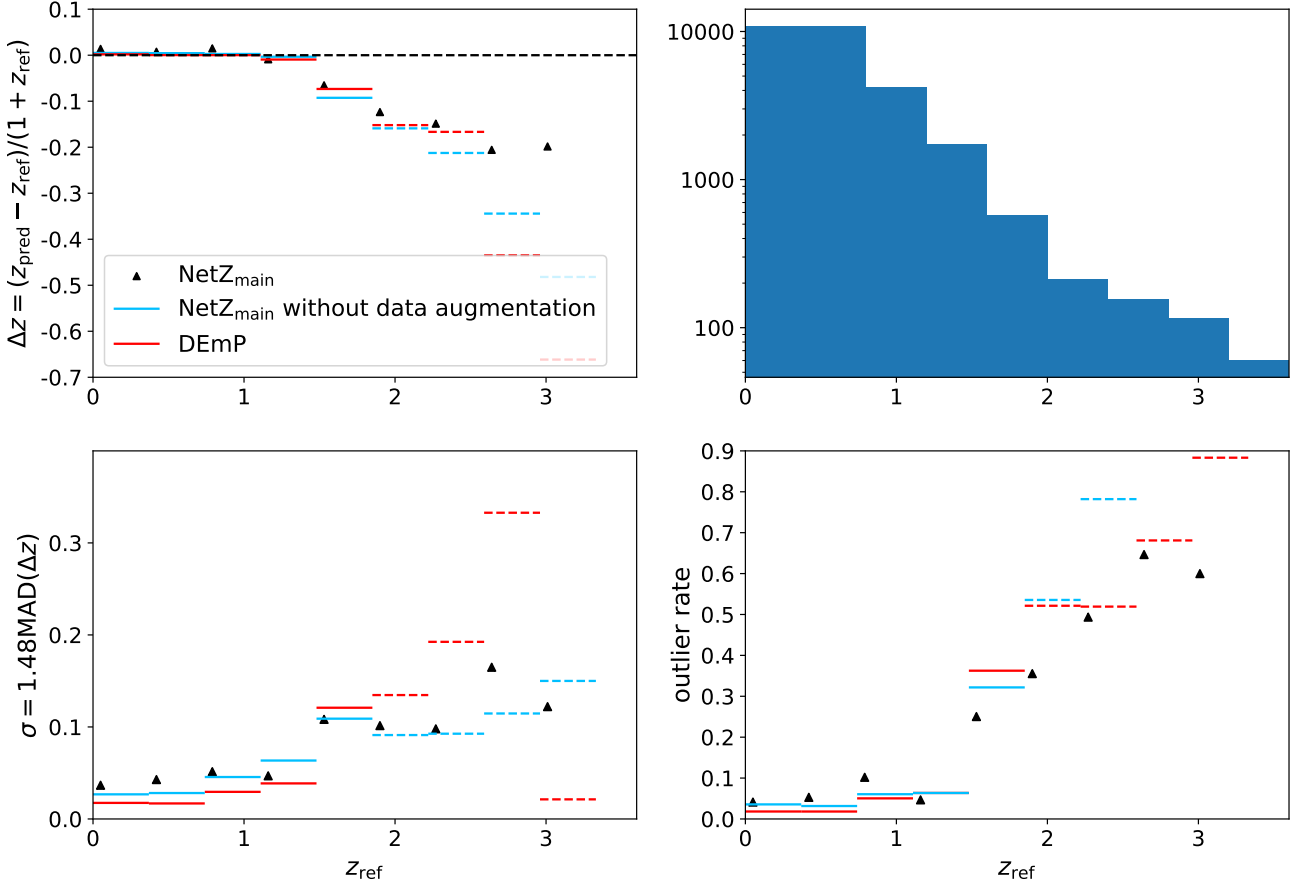 0.1
0.0
-0.1
-0.2
-0.3
-0.4
-0.5
-0.6
-0.7
Δz = (z_pred − z_ref)/(1 + z_ref)
NetZ_main
NetZ_main without data augmentation
DEmP
0 1 2 3
10000
1000
100
0 1 2 3
0.3
0.2
0.1
0.0
σ = 1.48MAD(Δz)
0 1 2 3
z_ref
0.9
0.8
0.7
0.6
0.5
0.4
0.3
0.2
0.1
0.0
outlier rate
0 1 2 3
z_ref